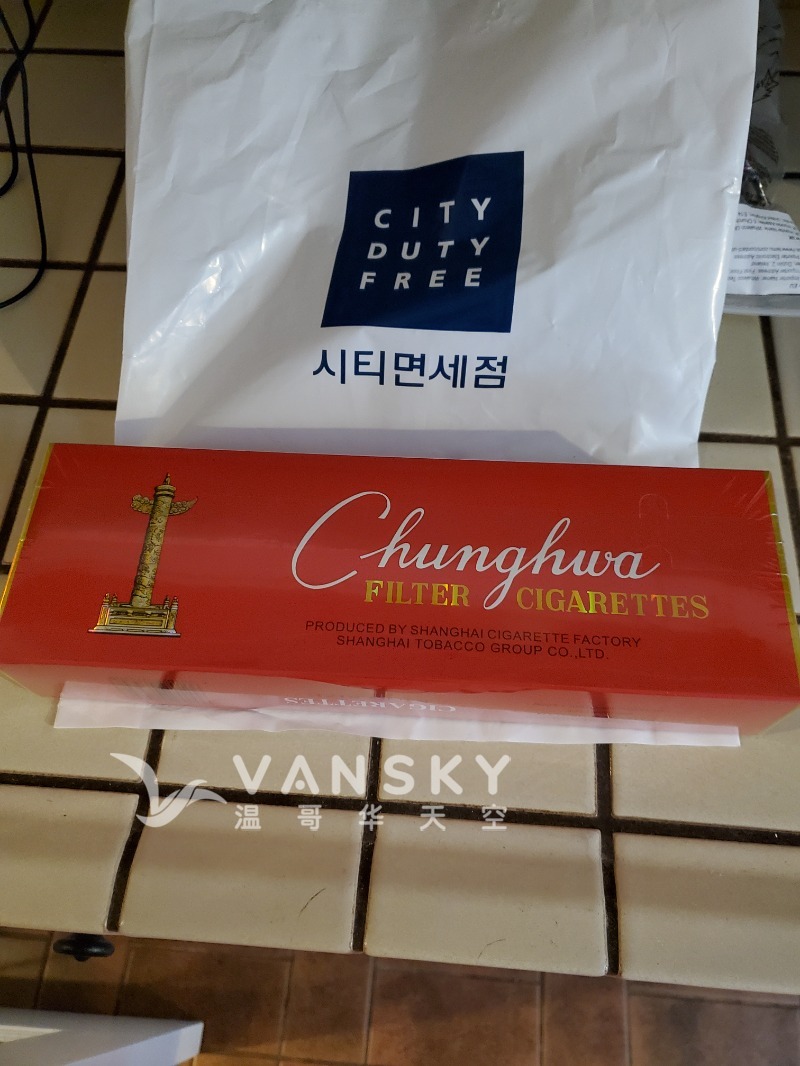 CITY
DUTY
FREE
시티면세점
Chunghwa
FILTER CIGARETTES
PRODUCED BY SHANGHAI CIGARETTE FACTORY
SHANGHAI TOBACCO GROUP CO.,LTD.
CIGARETTES
VANSKY
温哥华天空